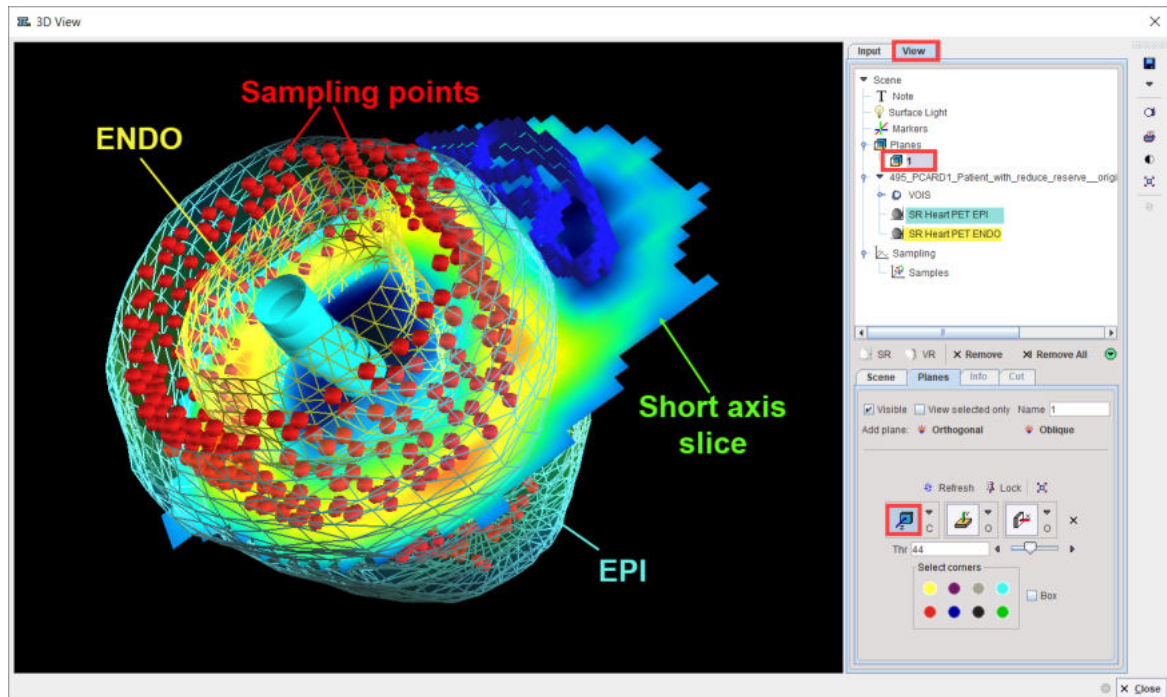 3D View
Input View
Sampling points
ENDO
Short axis
slice
EPI
Scene
Note
Surface Light
Markers
Planes
1
495_PCARD1_Patient_with_reduce_reserve__origi
VOIS
SR Heart PET EPI
SR Heart PET ENDO
Sampling
Samples
SR VR Remove Remove All
Scene Planes Info Cut
Visible View selected only Name 1
Add plane: Orthogonal Oblique
Refresh Lock
C O O
Thr 44
Select corners
Box
Close